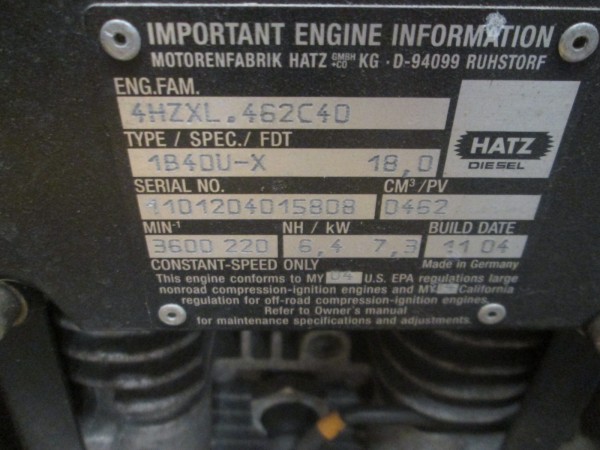 IMPORTANT ENGINE INFORMATION
MOTORENFABRIK HATZ GMBH +CO KG · D-94099 RUHSTORF
ENG.FAM.
4HZXL.462C40
TYPE / SPEC./ FDT
1B40U-X 18,0
HATZ
DIESEL
SERIAL NO. CM³/PV
1101204015808 0462
MIN-¹ NH / kW BUILD DATE
3600 220 6,4 7,3 11 04
CONSTANT-SPEED ONLY Made in Germany
This engine conforms to MY 04 U.S. EPA regulations large
nonroad compression-ignition engines and MY California
regulation for off-road compression-ignition engines.
Refer to Owner's manual
for maintenance specifications and adjustments.